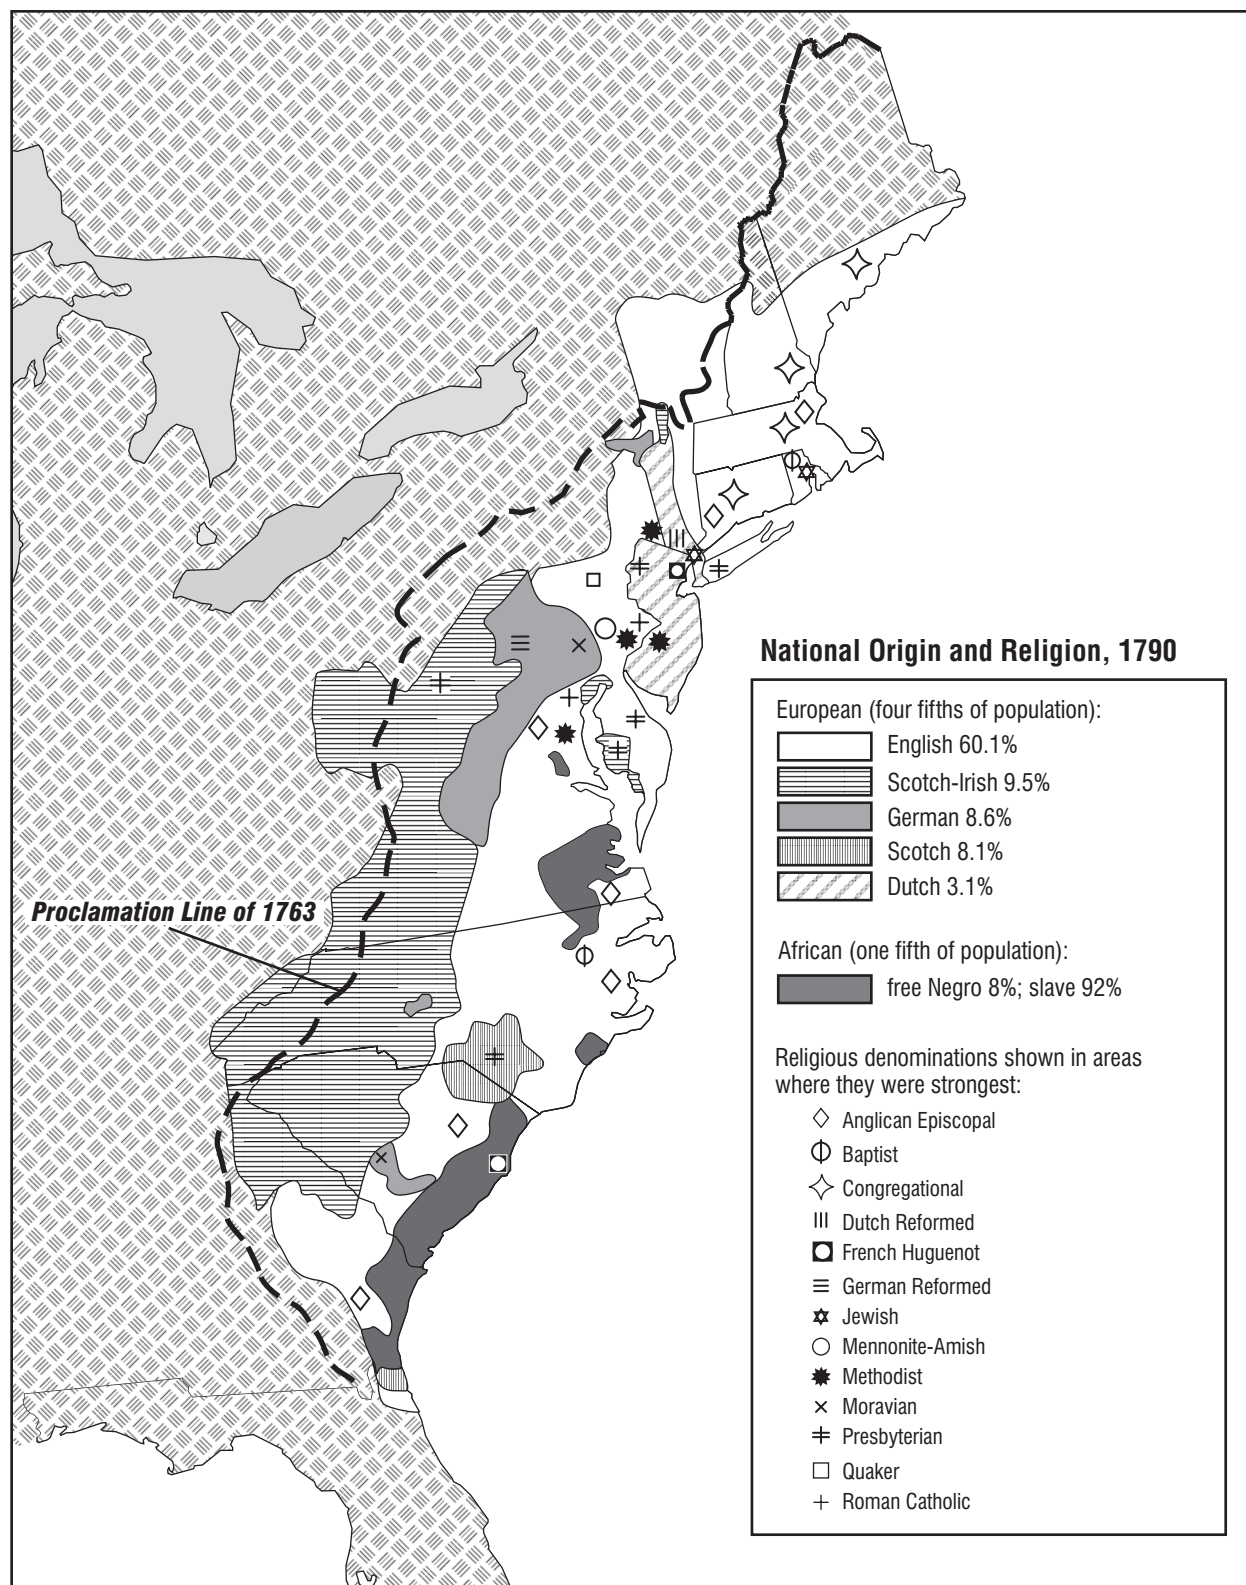 National Origin and Religion, 1790
European (four fifths of population):
English 60.1%
Scotch-Irish 9.5%
German 8.6%
Scotch 8.1%
Dutch 3.1%
Proclamation Line of 1763
African (one fifth of population):
free Negro 8%; slave 92%
Religious denominations shown in areas
where they were strongest:
Anglican Episcopal
Baptist
Congregational
Dutch Reformed
French Huguenot
German Reformed
Jewish
Mennonite-Amish
Methodist
Moravian
Presbyterian
Quaker
Roman Catholic